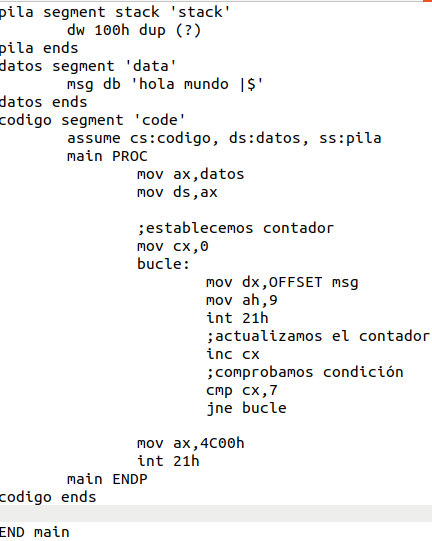 pila segment stack 'stack'
dw 100h dup (?)
pila ends
datos segment 'data'
msg db 'hola mundo |$'
datos ends
codigo segment 'code'
assume cs:codigo, ds:datos, ss:pila
main PROC
mov ax,datos
mov ds,ax
;establecemos contador
mov cx,0
bucle:
mov dx,OFFSET msg
mov ah,9
int 21h
;actualizamos el contador
inc cx
;comprobamos condición
cmp cx,7
jne bucle
mov ax,4C00h
int 21h
main ENDP
codigo ends
END main